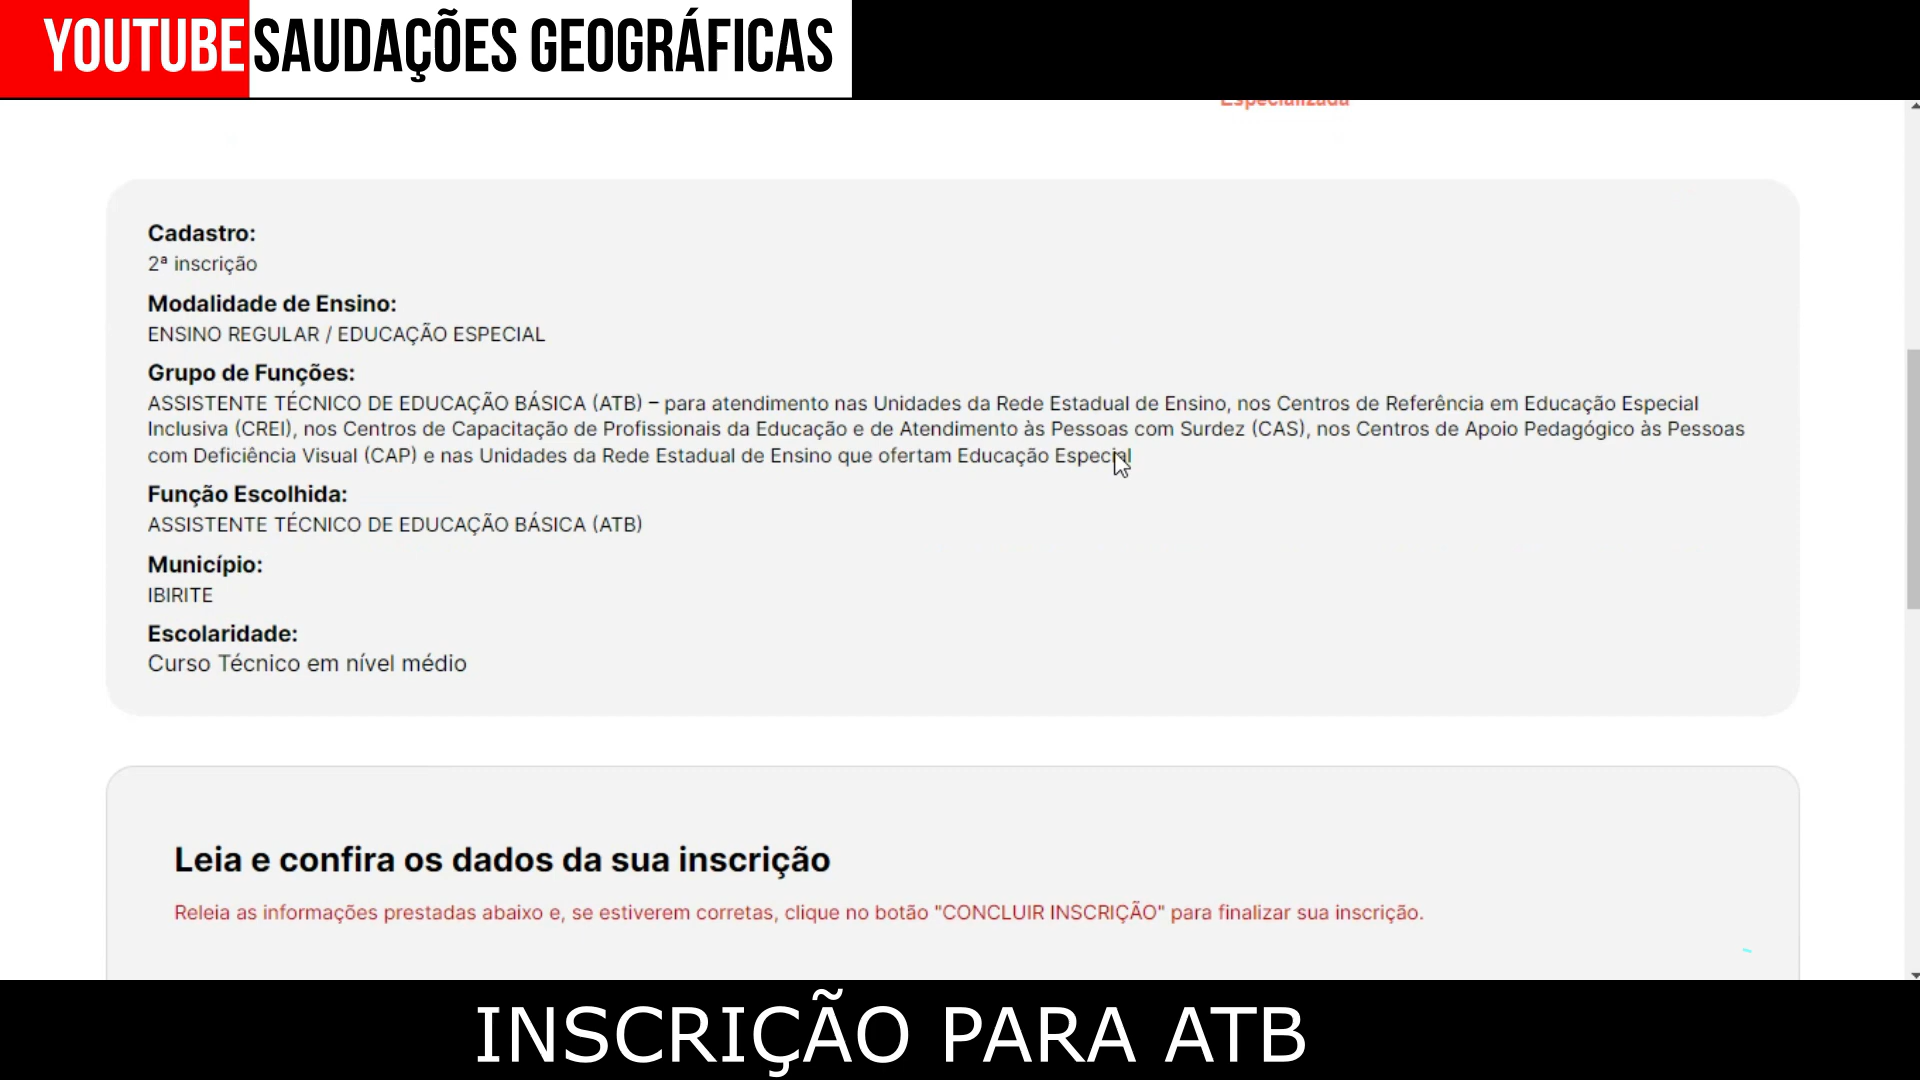 YOUTUBE SAUDAÇÕES GEOGRÁFICAS
Especializada
Cadastro:
2ª inscrição
Modalidade de Ensino:
ENSINO REGULAR / EDUCAÇÃO ESPECIAL
Grupo de Funções:
ASSISTENTE TÉCNICO DE EDUCAÇÃO BÁSICA (ATB) – para atendimento nas Unidades da Rede Estadual de Ensino, nos Centros de Referência em Educação Especial
Inclusiva (CREI), nos Centros de Capacitação de Profissionais da Educação e de Atendimento às Pessoas com Surdez (CAS), nos Centros de Apoio Pedagógico às Pessoas
com Deficiência Visual (CAP) e nas Unidades da Rede Estadual de Ensino que ofertam Educação Especial
Função Escolhida:
ASSISTENTE TÉCNICO DE EDUCAÇÃO BÁSICA (ATB)
Município:
IBIRITE
Escolaridade:
Curso Técnico em nível médio
Leia e confira os dados da sua inscrição
Releia as informações prestadas abaixo e, se estiverem corretas, clique no botão "CONCLUIR INSCRIÇÃO" para finalizar sua inscrição.
INSCRIÇÃO PARA ATB